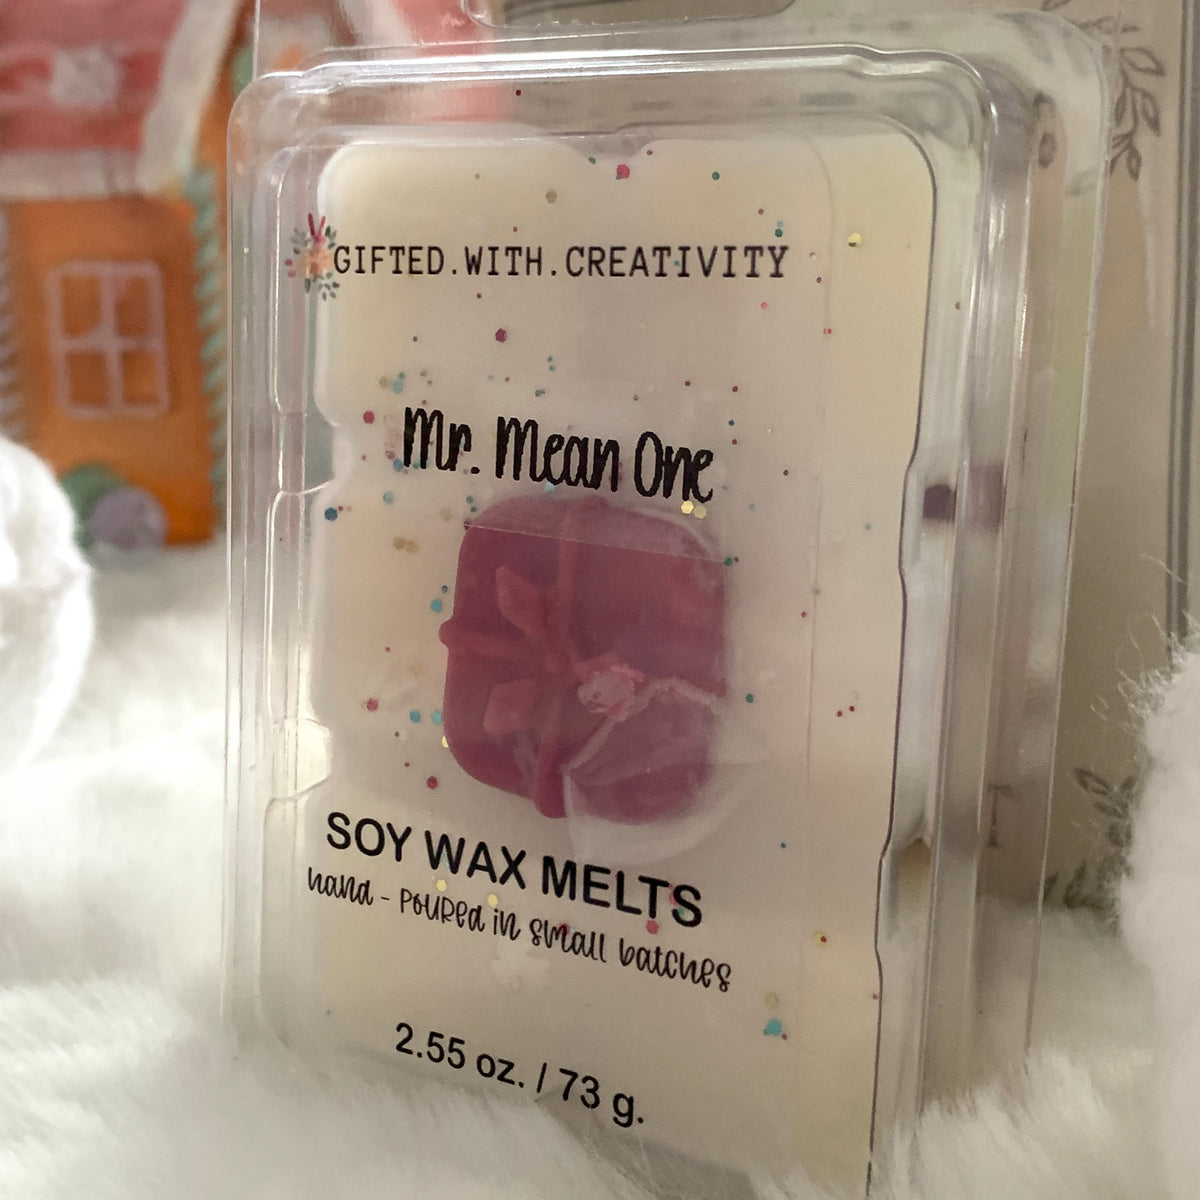 GIFTED.WITH.CREATIVITY
Mr. Mean One
SOY WAX MELTS
hand - poured in small batches
2.55 oz. / 73 g.